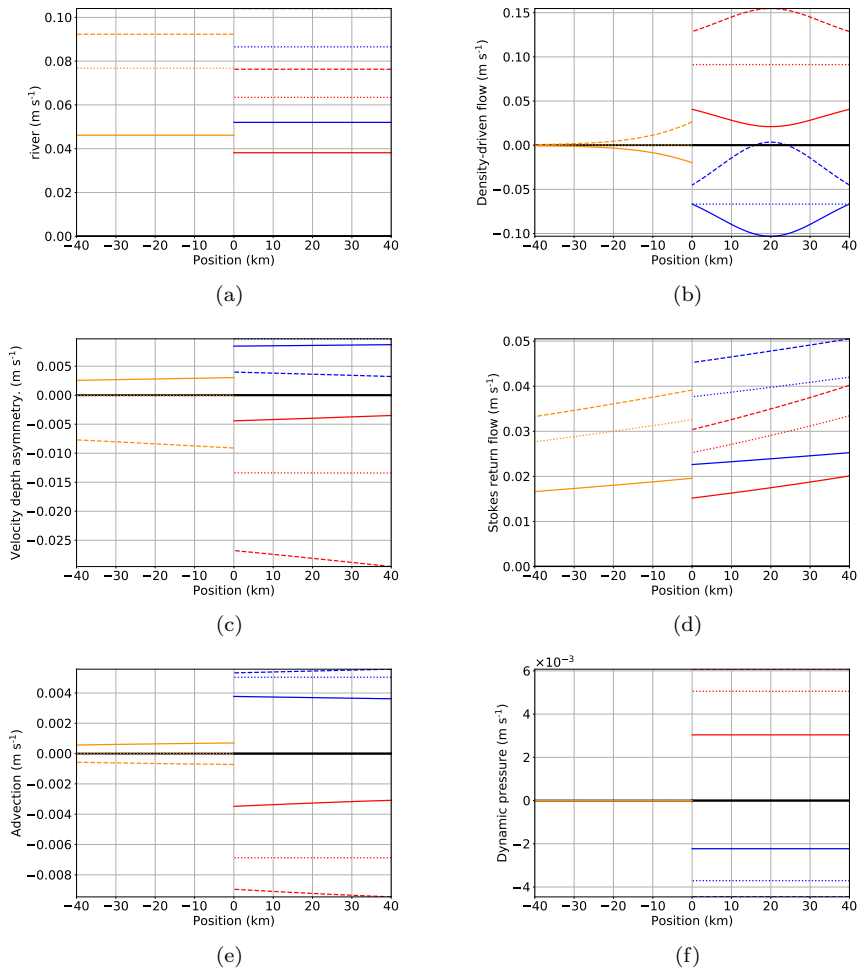 0.10
0.08
0.06
0.04
0.02
0.00
river (m s⁻¹)
−40 −30 −20 −10 0 10 20 30 40
Position (km)
(a)
0.15
0.10
0.05
0.00
−0.05
−0.10
Density-driven flow (m s⁻¹)
−40 −30 −20 −10 0 10 20 30 40
Position (km)
(b)
0.005
0.000
−0.005
−0.010
−0.015
−0.020
−0.025
Velocity depth asymmetry. (m s⁻¹)
−40 −30 −20 −10 0 10 20 30 40
Position (km)
(c)
0.05
0.04
0.03
0.02
0.01
0.00
Stokes return flow (m s⁻¹)
−40 −30 −20 −10 0 10 20 30 40
Position (km)
(d)
0.004
0.002
0.000
−0.002
−0.004
−0.006
−0.008
Advection (m s⁻¹)
−40 −30 −20 −10 0 10 20 30 40
Position (km)
(e)
×10⁻³
6
4
2
0
−2
−4
Dynamic pressure (m s⁻¹)
−40 −30 −20 −10 0 10 20 30 40
Position (km)
(f)